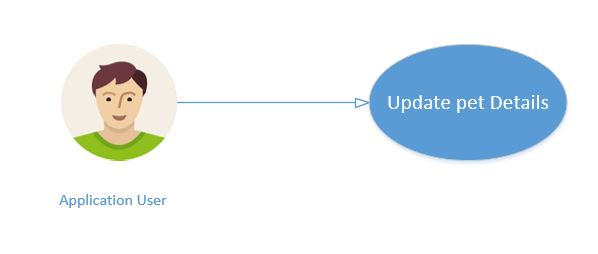 Update pet Details
Application User